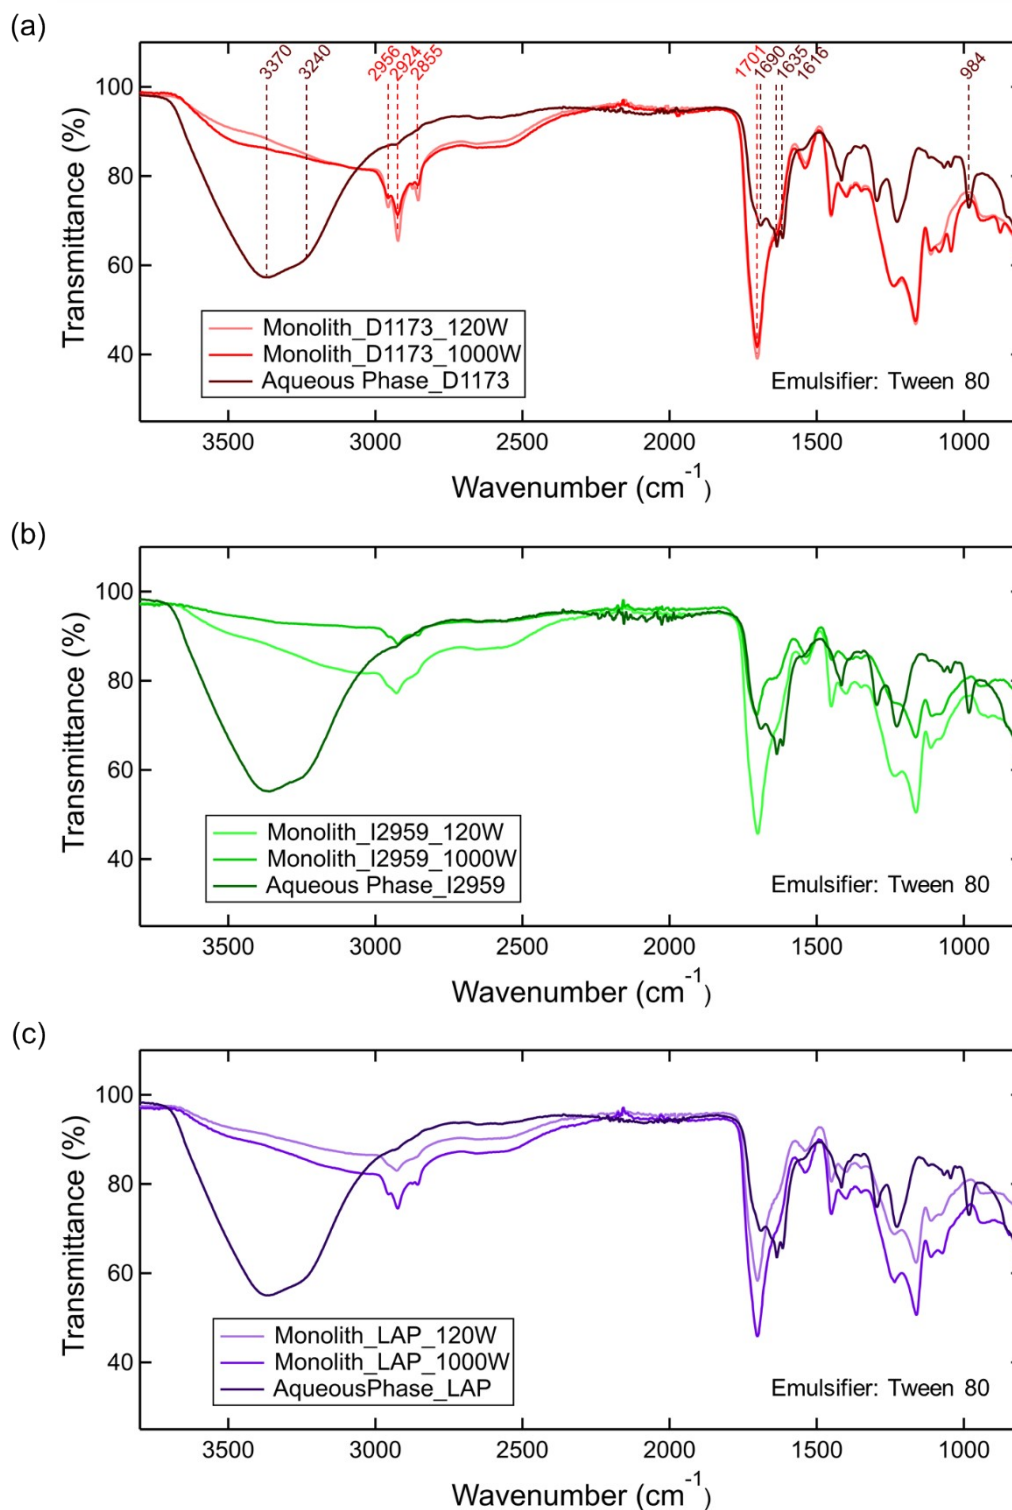 (a)
3370
3240
2956
2924
2855
1701
1690
1635
1616
984
Transmittance (%)
100
80
60
40
Monolith_D1173_120W
Monolith_D1173_1000W
Aqueous Phase_D1173
Emulsifier: Tween 80
3500
3000
2500
2000
1500
1000
Wavenumber (cm⁻¹)
(b)
Transmittance (%)
100
80
60
40
Monolith_I2959_120W
Monolith_I2959_1000W
Aqueous Phase_I2959
Emulsifier: Tween 80
3500
3000
2500
2000
1500
1000
Wavenumber (cm⁻¹)
(c)
Transmittance (%)
100
80
60
40
Monolith_LAP_120W
Monolith_LAP_1000W
AqueousPhase_LAP
Emulsifier: Tween 80
3500
3000
2500
2000
1500
1000
Wavenumber (cm⁻¹)